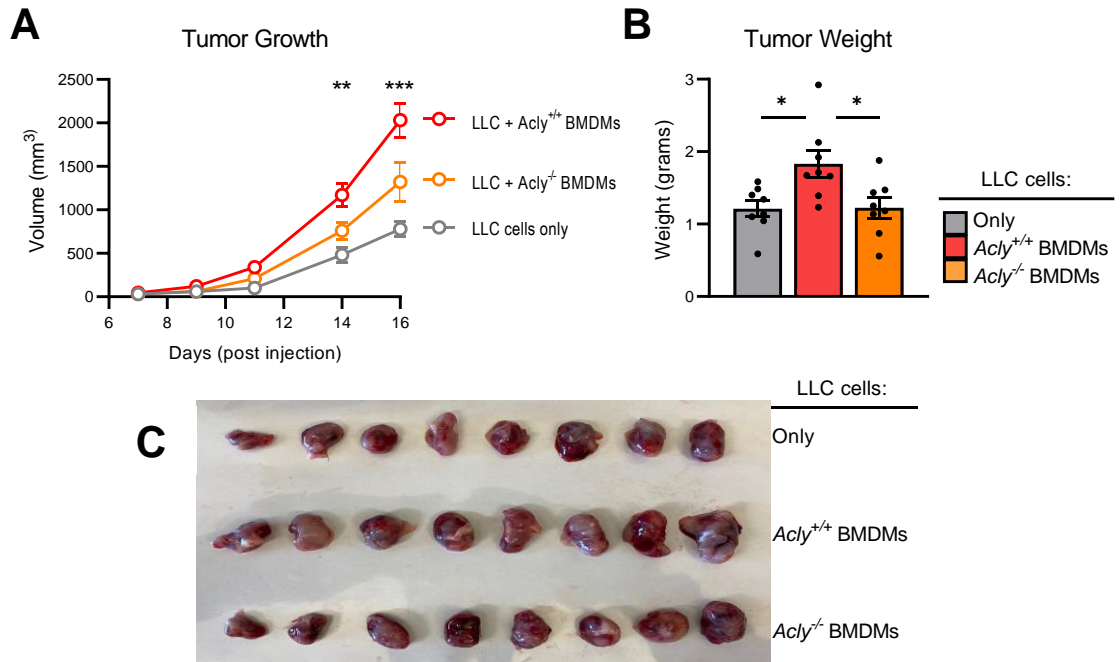 A
Tumor Growth
2500
2000
1500
1000
500
0
Volume (mm³)
6 8 10 12 14 16
Days (post injection)
** ***
LLC + Acly⁺/⁺ BMDMs
LLC + Acly⁻/⁻ BMDMs
LLC cells only
B
Tumor Weight
3
2
1
0
Weight (grams)
* *
LLC cells:
Only
Acly⁺/⁺ BMDMs
Acly⁻/⁻ BMDMs
C
LLC cells:
Only
Acly⁺/⁺ BMDMs
Acly⁻/⁻ BMDMs